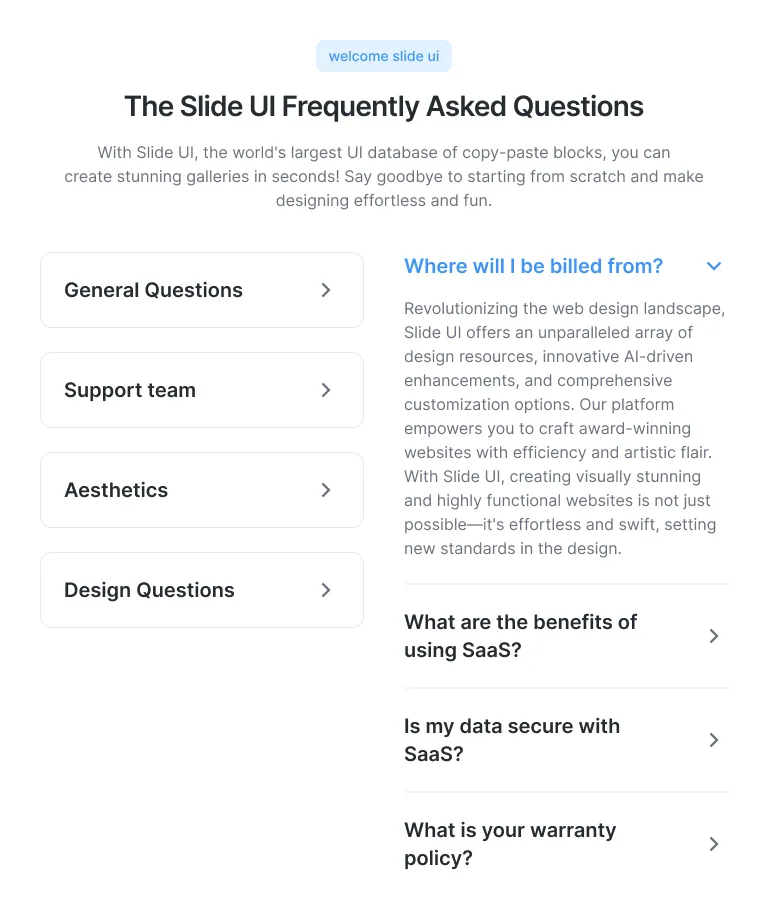 welcome slide ui
The Slide UI Frequently Asked Questions
With Slide UI, the world's largest UI database of copy-paste blocks, you can
create stunning galleries in seconds! Say goodbye to starting from scratch and make
designing effortless and fun.
General Questions
Support team
Aesthetics
Design Questions
Where will I be billed from?
Revolutionizing the web design landscape,
Slide UI offers an unparalleled array of
design resources, innovative AI-driven
enhancements, and comprehensive
customization options. Our platform
empowers you to craft award-winning
websites with efficiency and artistic flair.
With Slide UI, creating visually stunning
and highly functional websites is not just
possible—it's effortless and swift, setting
new standards in the design.
What are the benefits of
using SaaS?
Is my data secure with
SaaS?
What is your warranty
policy?